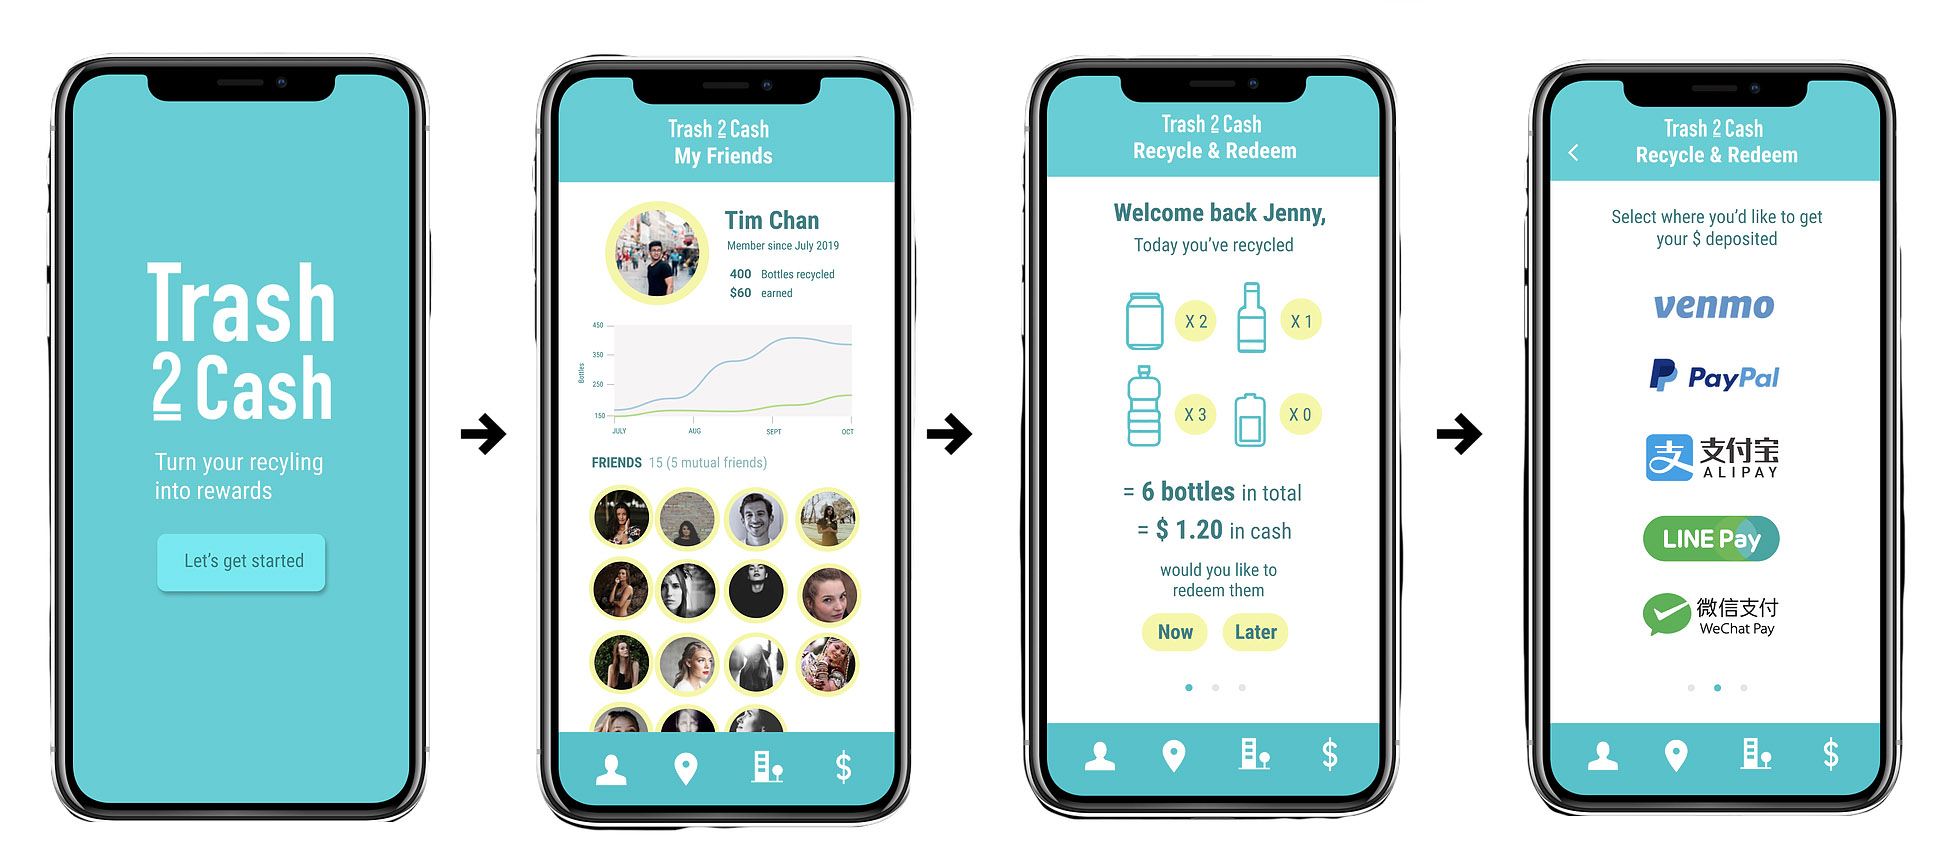 Trash
2 Cash
Turn your recyling
into rewards
Let's get started
Trash 2 Cash
My Friends
Tim Chan
Member since July 2019
400 Bottles recycled
$60 earned
450
350
250
150
Bottles
JULY AUG SEPT OCT
FRIENDS 15 (5 mutual friends)
Trash 2 Cash
Recycle & Redeem
Welcome back Jenny,
Today you've recycled
X 2
X 1
X 3
X 0
= 6 bottles in total
= $ 1.20 in cash
would you like to
redeem them
Now Later
$
Trash 2 Cash
Recycle & Redeem
Select where you'd like to get
your $ deposited
venmo
PayPal
支 支付宝
ALIPAY
LINE Pay
微信支付
WeChat Pay
$